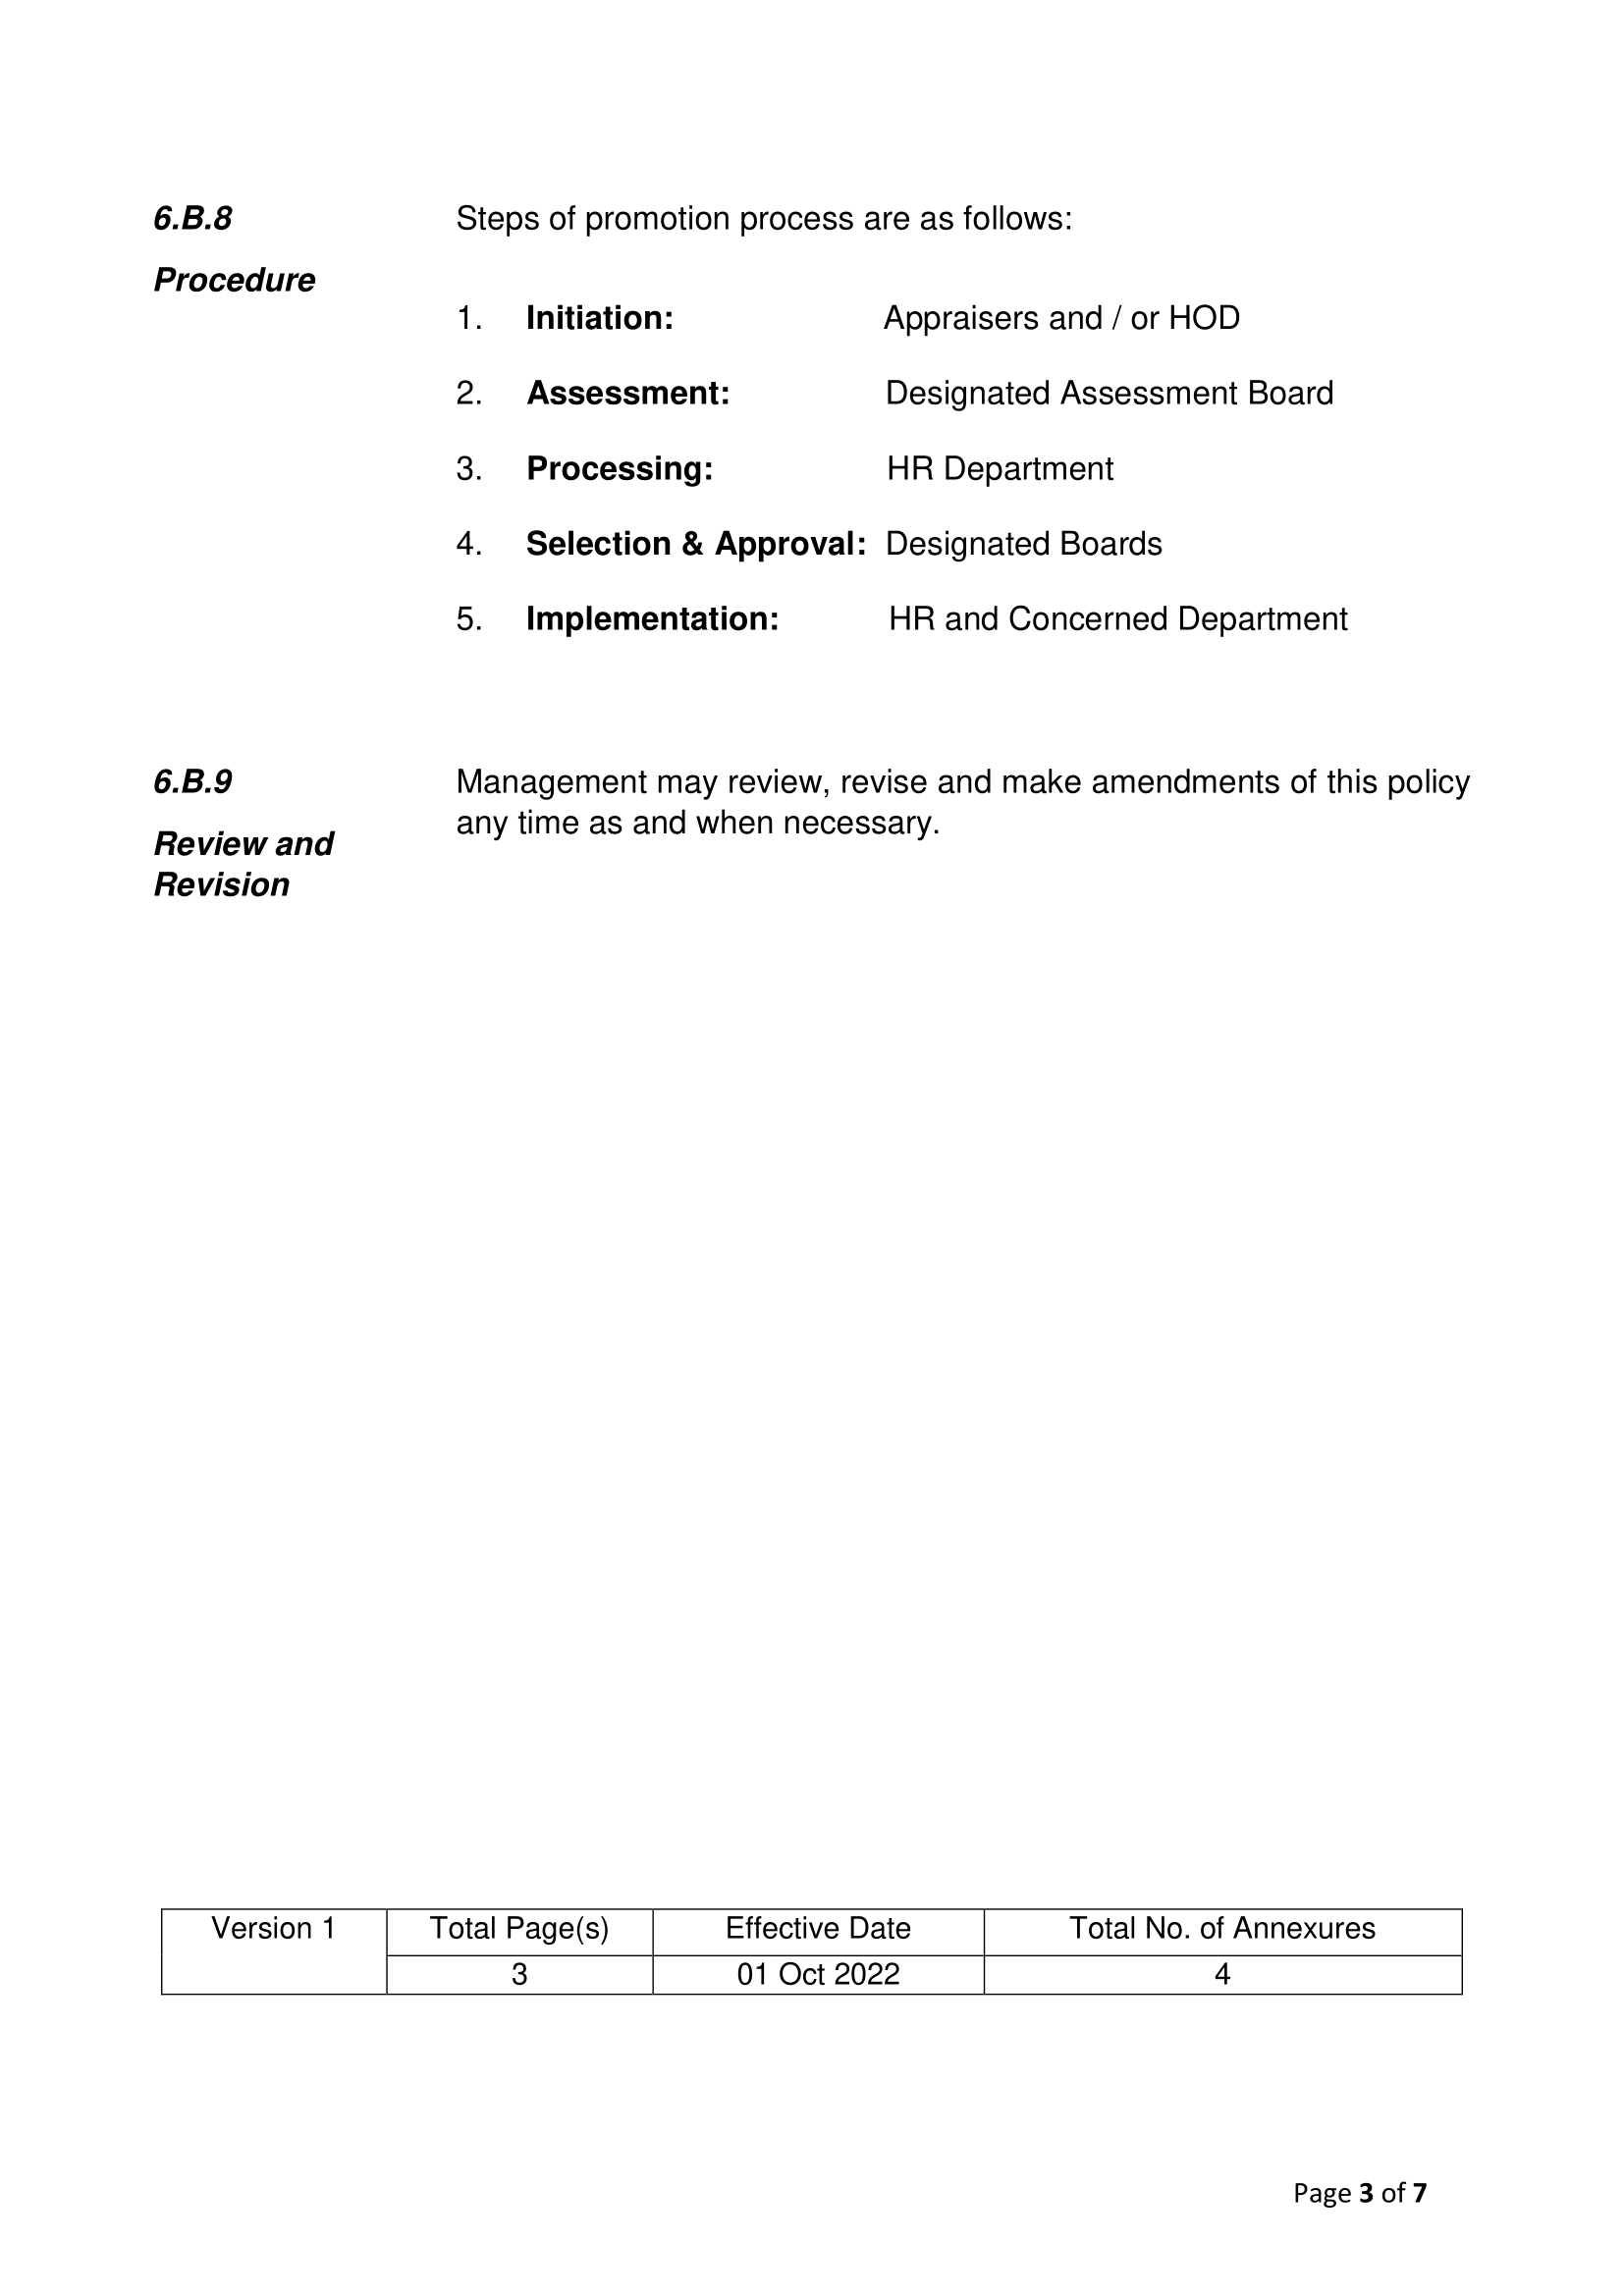 6.B.8
Procedure
Steps of promotion process are as follows:
1. Initiation: Appraisers and / or HOD
2. Assessment: Designated Assessment Board
3. Processing: HR Department
4. Selection & Approval: Designated Boards
5. Implementation: HR and Concerned Department
6.B.9
Review and
Revision
Management may review, revise and make amendments of this policy
any time as and when necessary.
Version 1 Total Page(s) Effective Date Total No. of Annexures
3 01 Oct 2022 4
Page 3 of 7